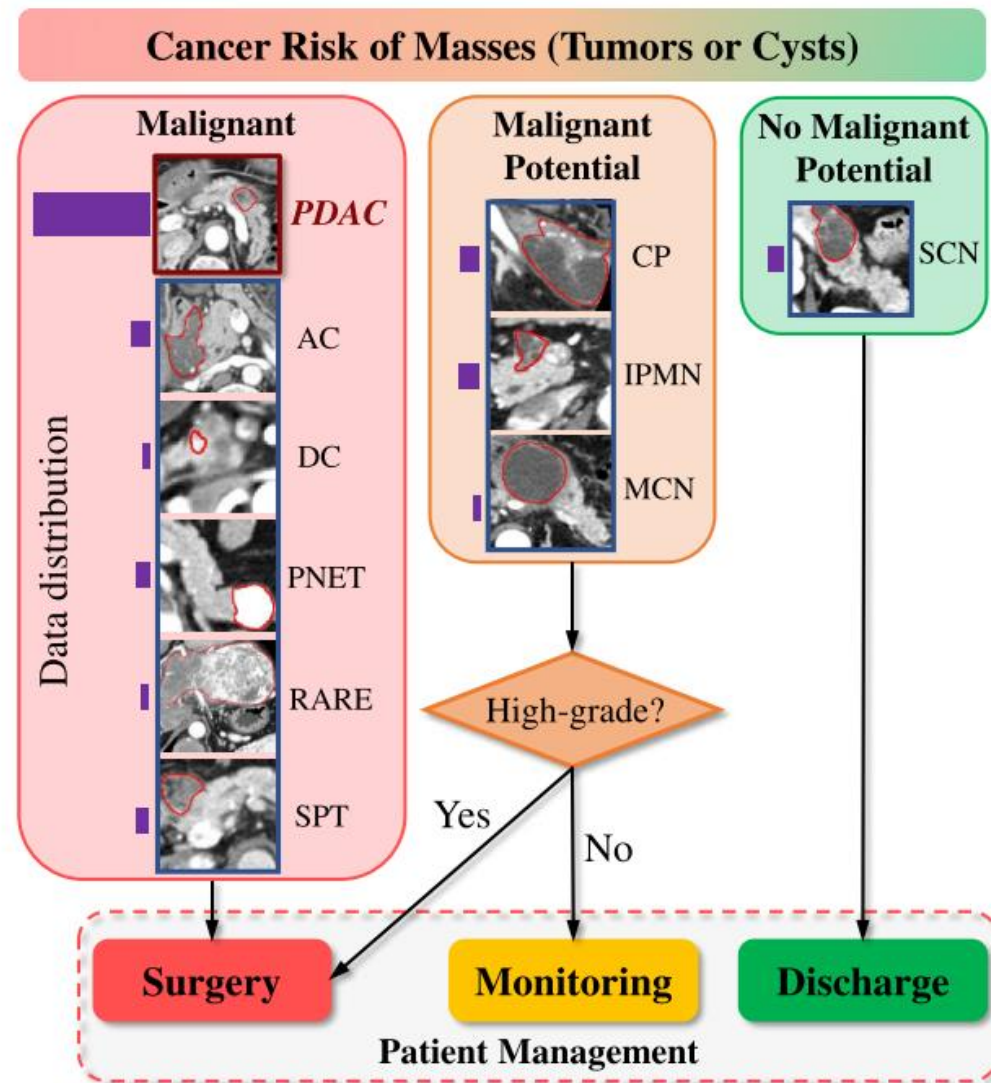 Cancer Risk of Masses (Tumors or Cysts)
Malignant
PDAC
AC
DC
PNET
RARE
SPT
Data distribution
Malignant
Potential
CP
IPMN
MCN
No Malignant
Potential
SCN
High-grade?
Yes
No
Surgery
Monitoring
Discharge
Patient Management